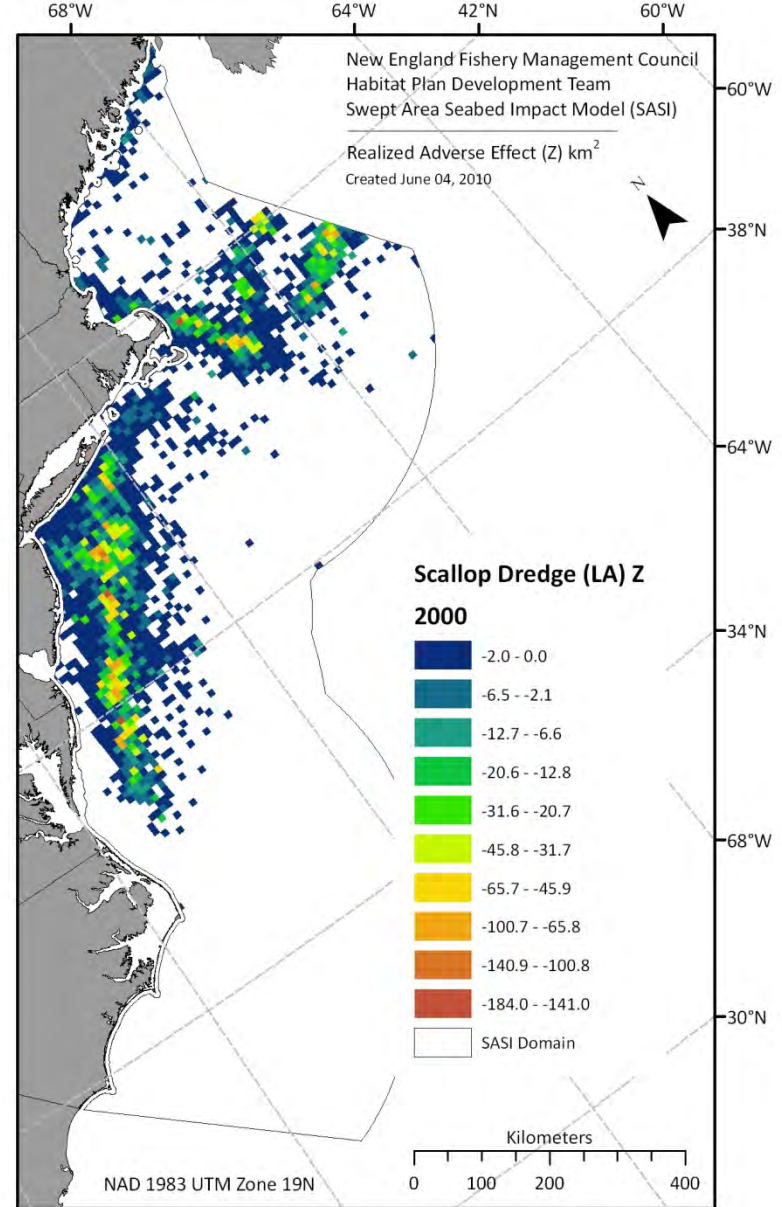 68°W 64°W 42°N 60°W
New England Fishery Management Council
Habitat Plan Development Team
Swept Area Seabed Impact Model (SASI)
Realized Adverse Effect (Z) km²
Created June 04, 2010
N
60°W
38°N
64°W
34°N
68°W
30°N
Scallop Dredge (LA) Z
2000
-2.0 - 0.0
-6.5 - -2.1
-12.7 - -6.6
-20.6 - -12.8
-31.6 - -20.7
-45.8 - -31.7
-65.7 - -45.9
-100.7 - -65.8
-140.9 - -100.8
-184.0 - -141.0
SASI Domain
Kilometers
0 100 200 400
NAD 1983 UTM Zone 19N